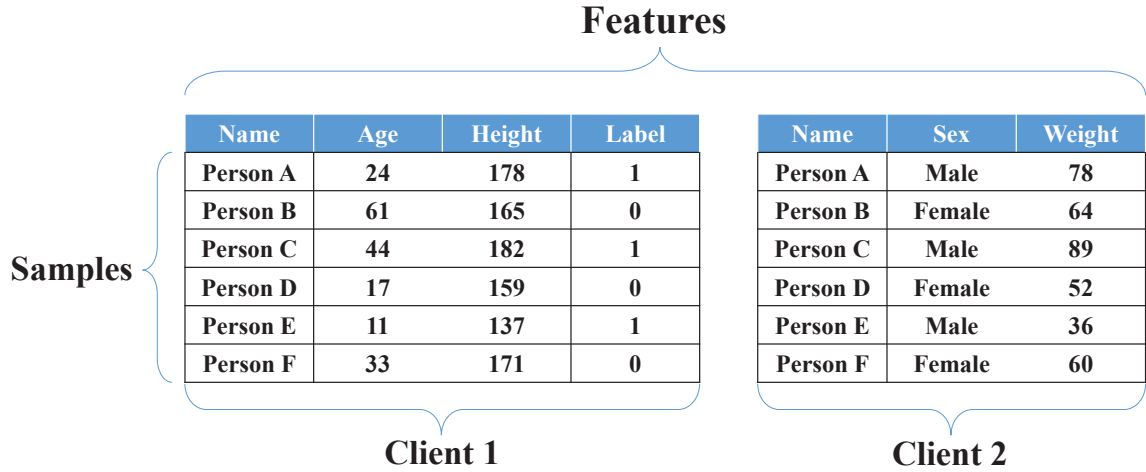 Features
Name Age Height Label Name Sex Weight
Person A 24 178 1 Person A Male 78
Person B 61 165 0 Person B Female 64
Person C 44 182 1 Person C Male 89
Samples
Person D 17 159 0 Person D Female 52
Person E 11 137 1 Person E Male 36
Person F 33 171 0 Person F Female 60
Client 1 Client 2